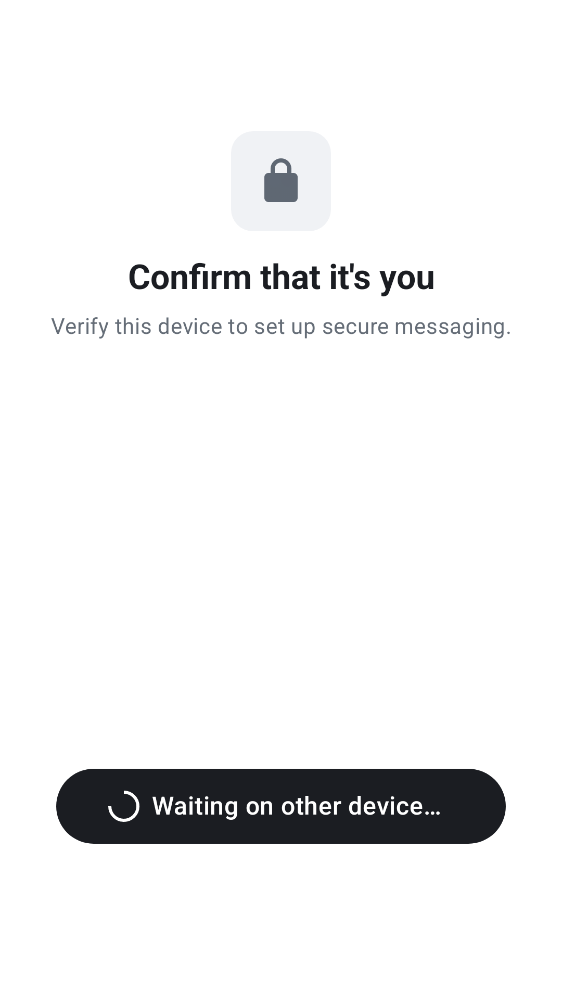 Confirm that it's you
Verify this device to set up secure messaging.
Waiting on other device…